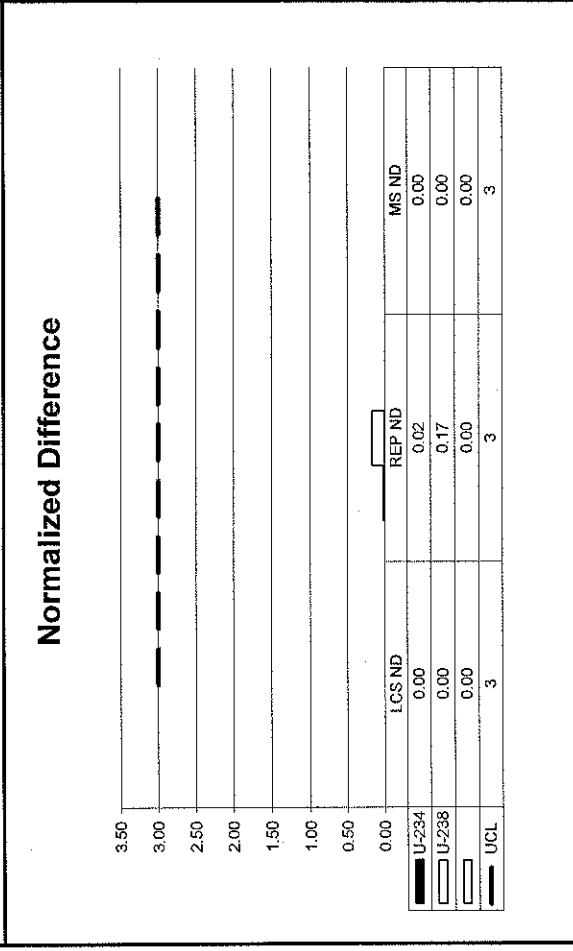 Normalized Difference
3.50
3.00
2.50
2.00
1.50
1.00
0.50
0.00
LCS ND REP ND MS ND
U-234 0.00 0.02 0.00
U-238 0.00 0.17 0.00
0.00 0.00 0.00
UCL 3 3 3